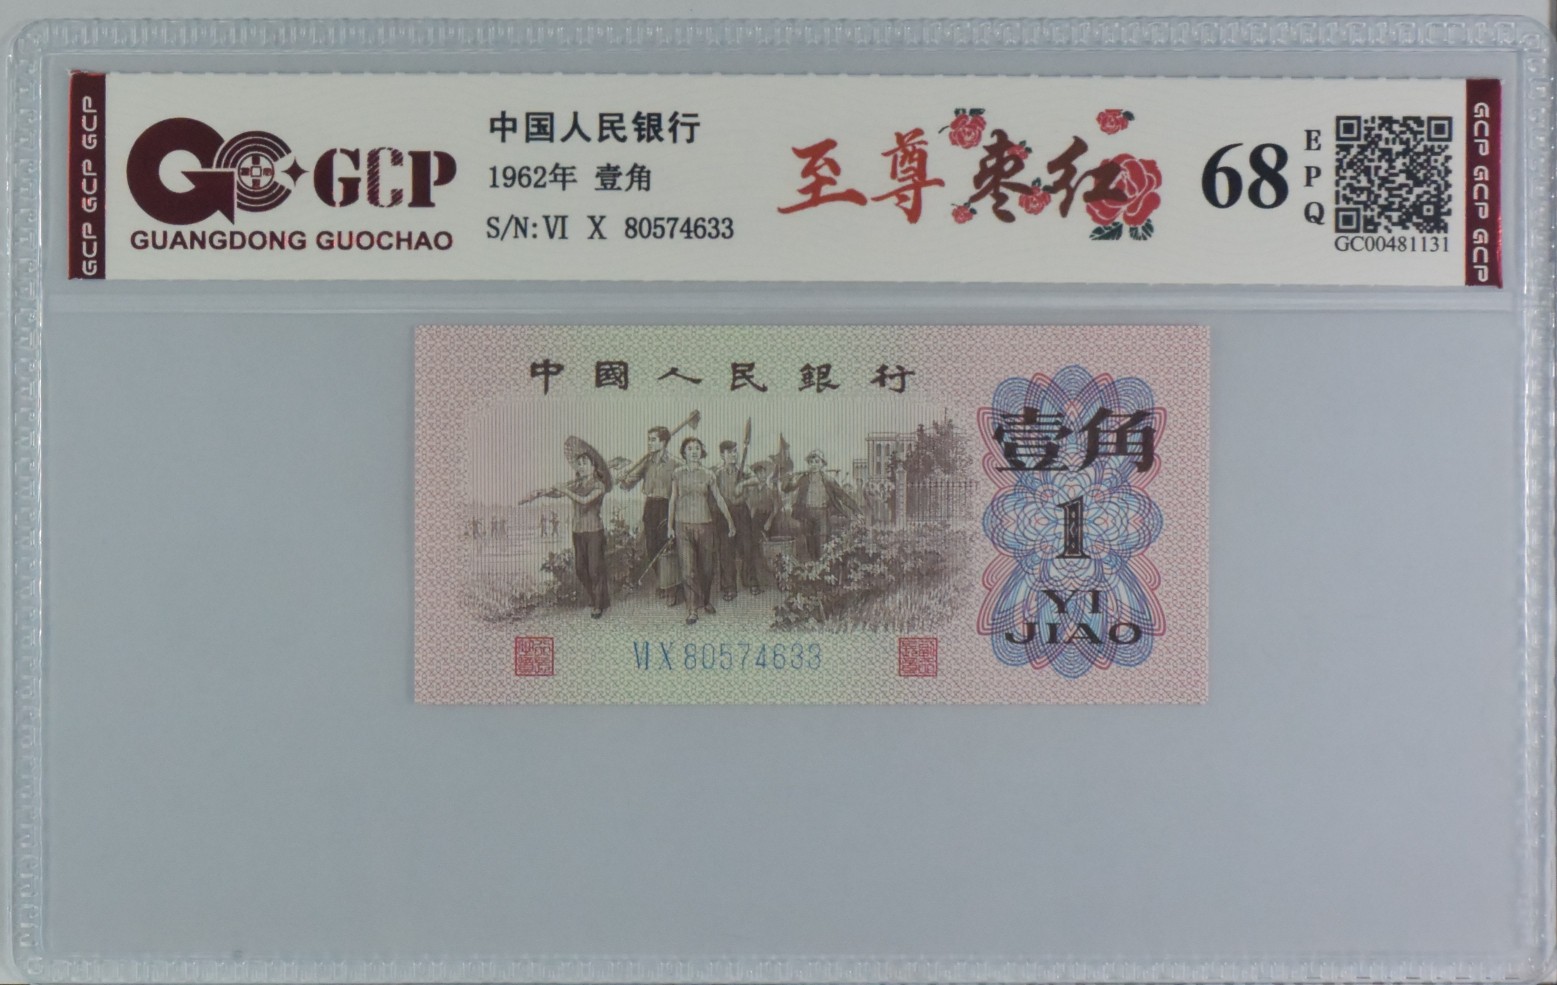 GCP GCP GCP
GCP
GUANGDONG GUOCHAO
中国人民银行
1962年 壹角
S/N: VI X 80574633
至尊枣红
68
EPQ
GC00481131
GCP GCP GCP
中國人民銀行
壹角
1
YI
JIAO
VI X 80574633